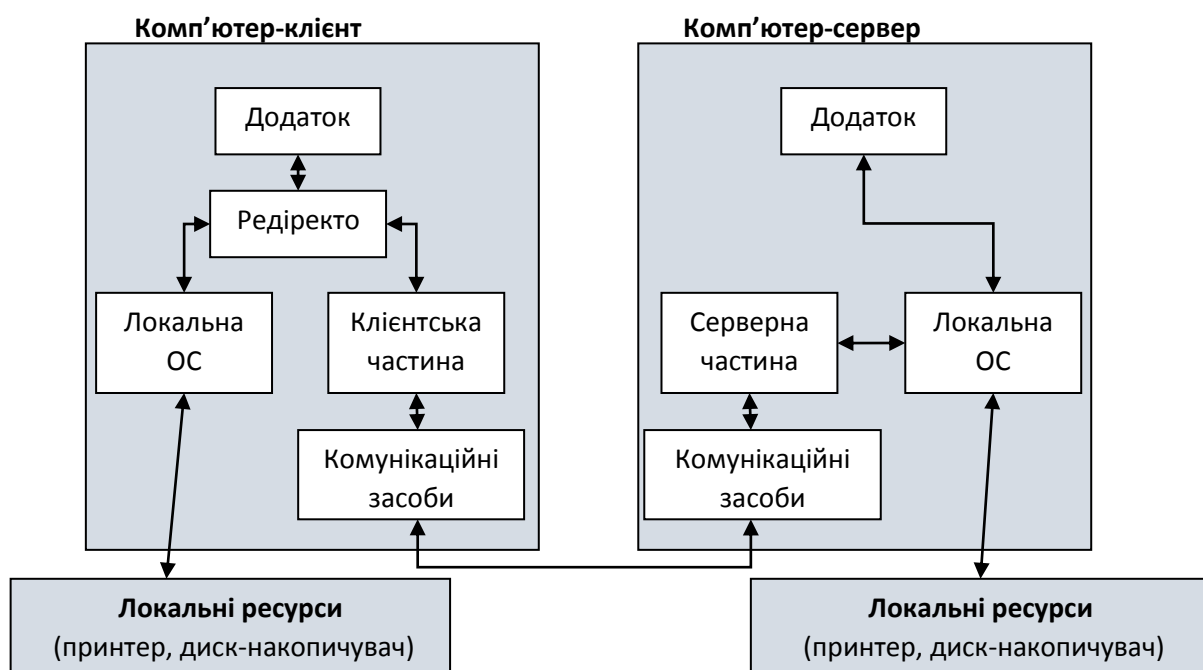 Комп’ютер-клієнт
Комп’ютер-сервер
Додаток
Додаток
Редіректо
Локальна
ОС
Клієнтська
частина
Серверна
частина
Локальна
ОС
Комунікаційні
засоби
Комунікаційні
засоби
Локальні ресурси
(принтер, диск-накопичувач)
Локальні ресурси
(принтер, диск-накопичувач)